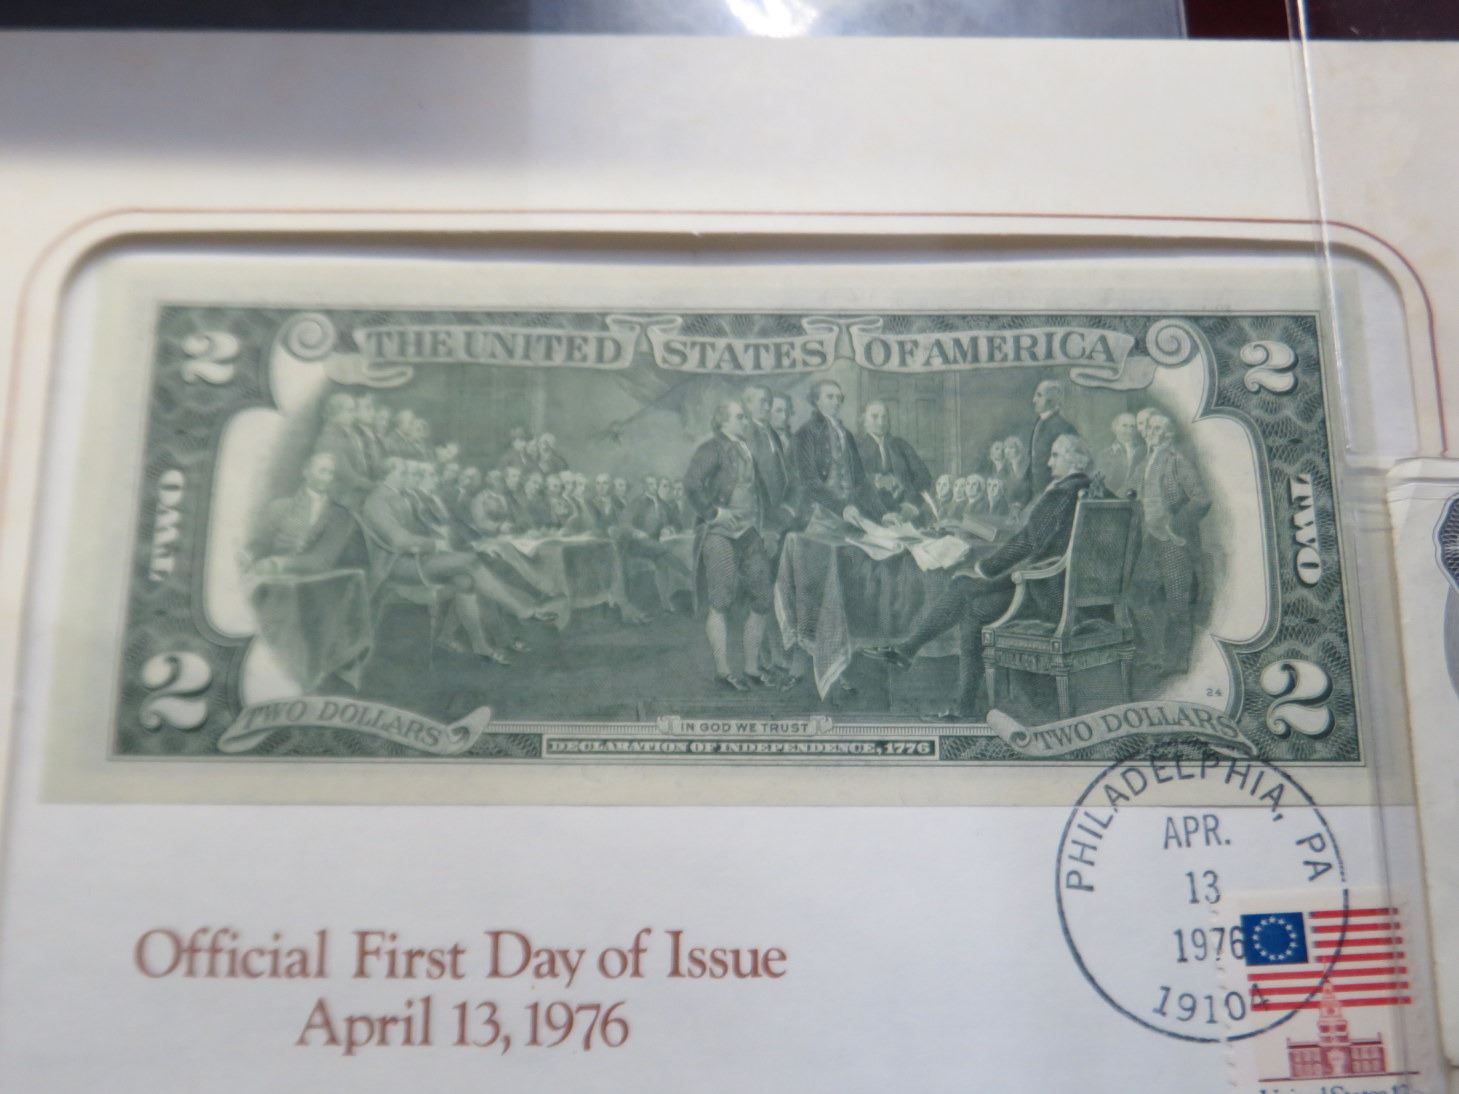 THE UNITED STATES OF AMERICA
2 2
TWO TWO
2 2
24
TWO DOLLARS IN GOD WE TRUST TWO DOLLARS
DECLARATION OF INDEPENDENCE, 1776
PHILADELPHIA, PA
APR.
13
1976
19104
Official First Day of Issue
April 13, 1976